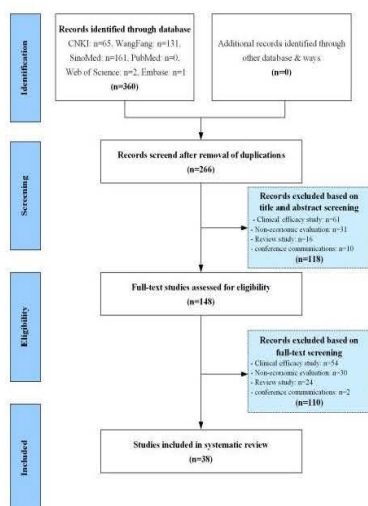 Identification
Records identified through database
CNKI: n=65, WangFang: n=131,
SinoMed: n=161, PubMed: n=0,
Web of Science: n=2, Embase: n=1
(n=360)
Additional records identified through
other database & ways
(n=0)
Screening
Records screend after removal of duplications
(n=266)
Records excluded based on
title and abstract screening
- Clinical efficacy study: n=61
- Non-economic evaluation: n=31
- Review study: n=16
- conference communications: n=10
(n=118)
Eligibility
Full-text studies assessed for eligibility
(n=148)
Records excluded based on
full-text screening
- Clinical efficacy study: n=54
- Non-economic evaluation: n=30
- Review study: n=24
- conference communications: n=2
(n=110)
Included
Studies included in systematic review
(n=38)